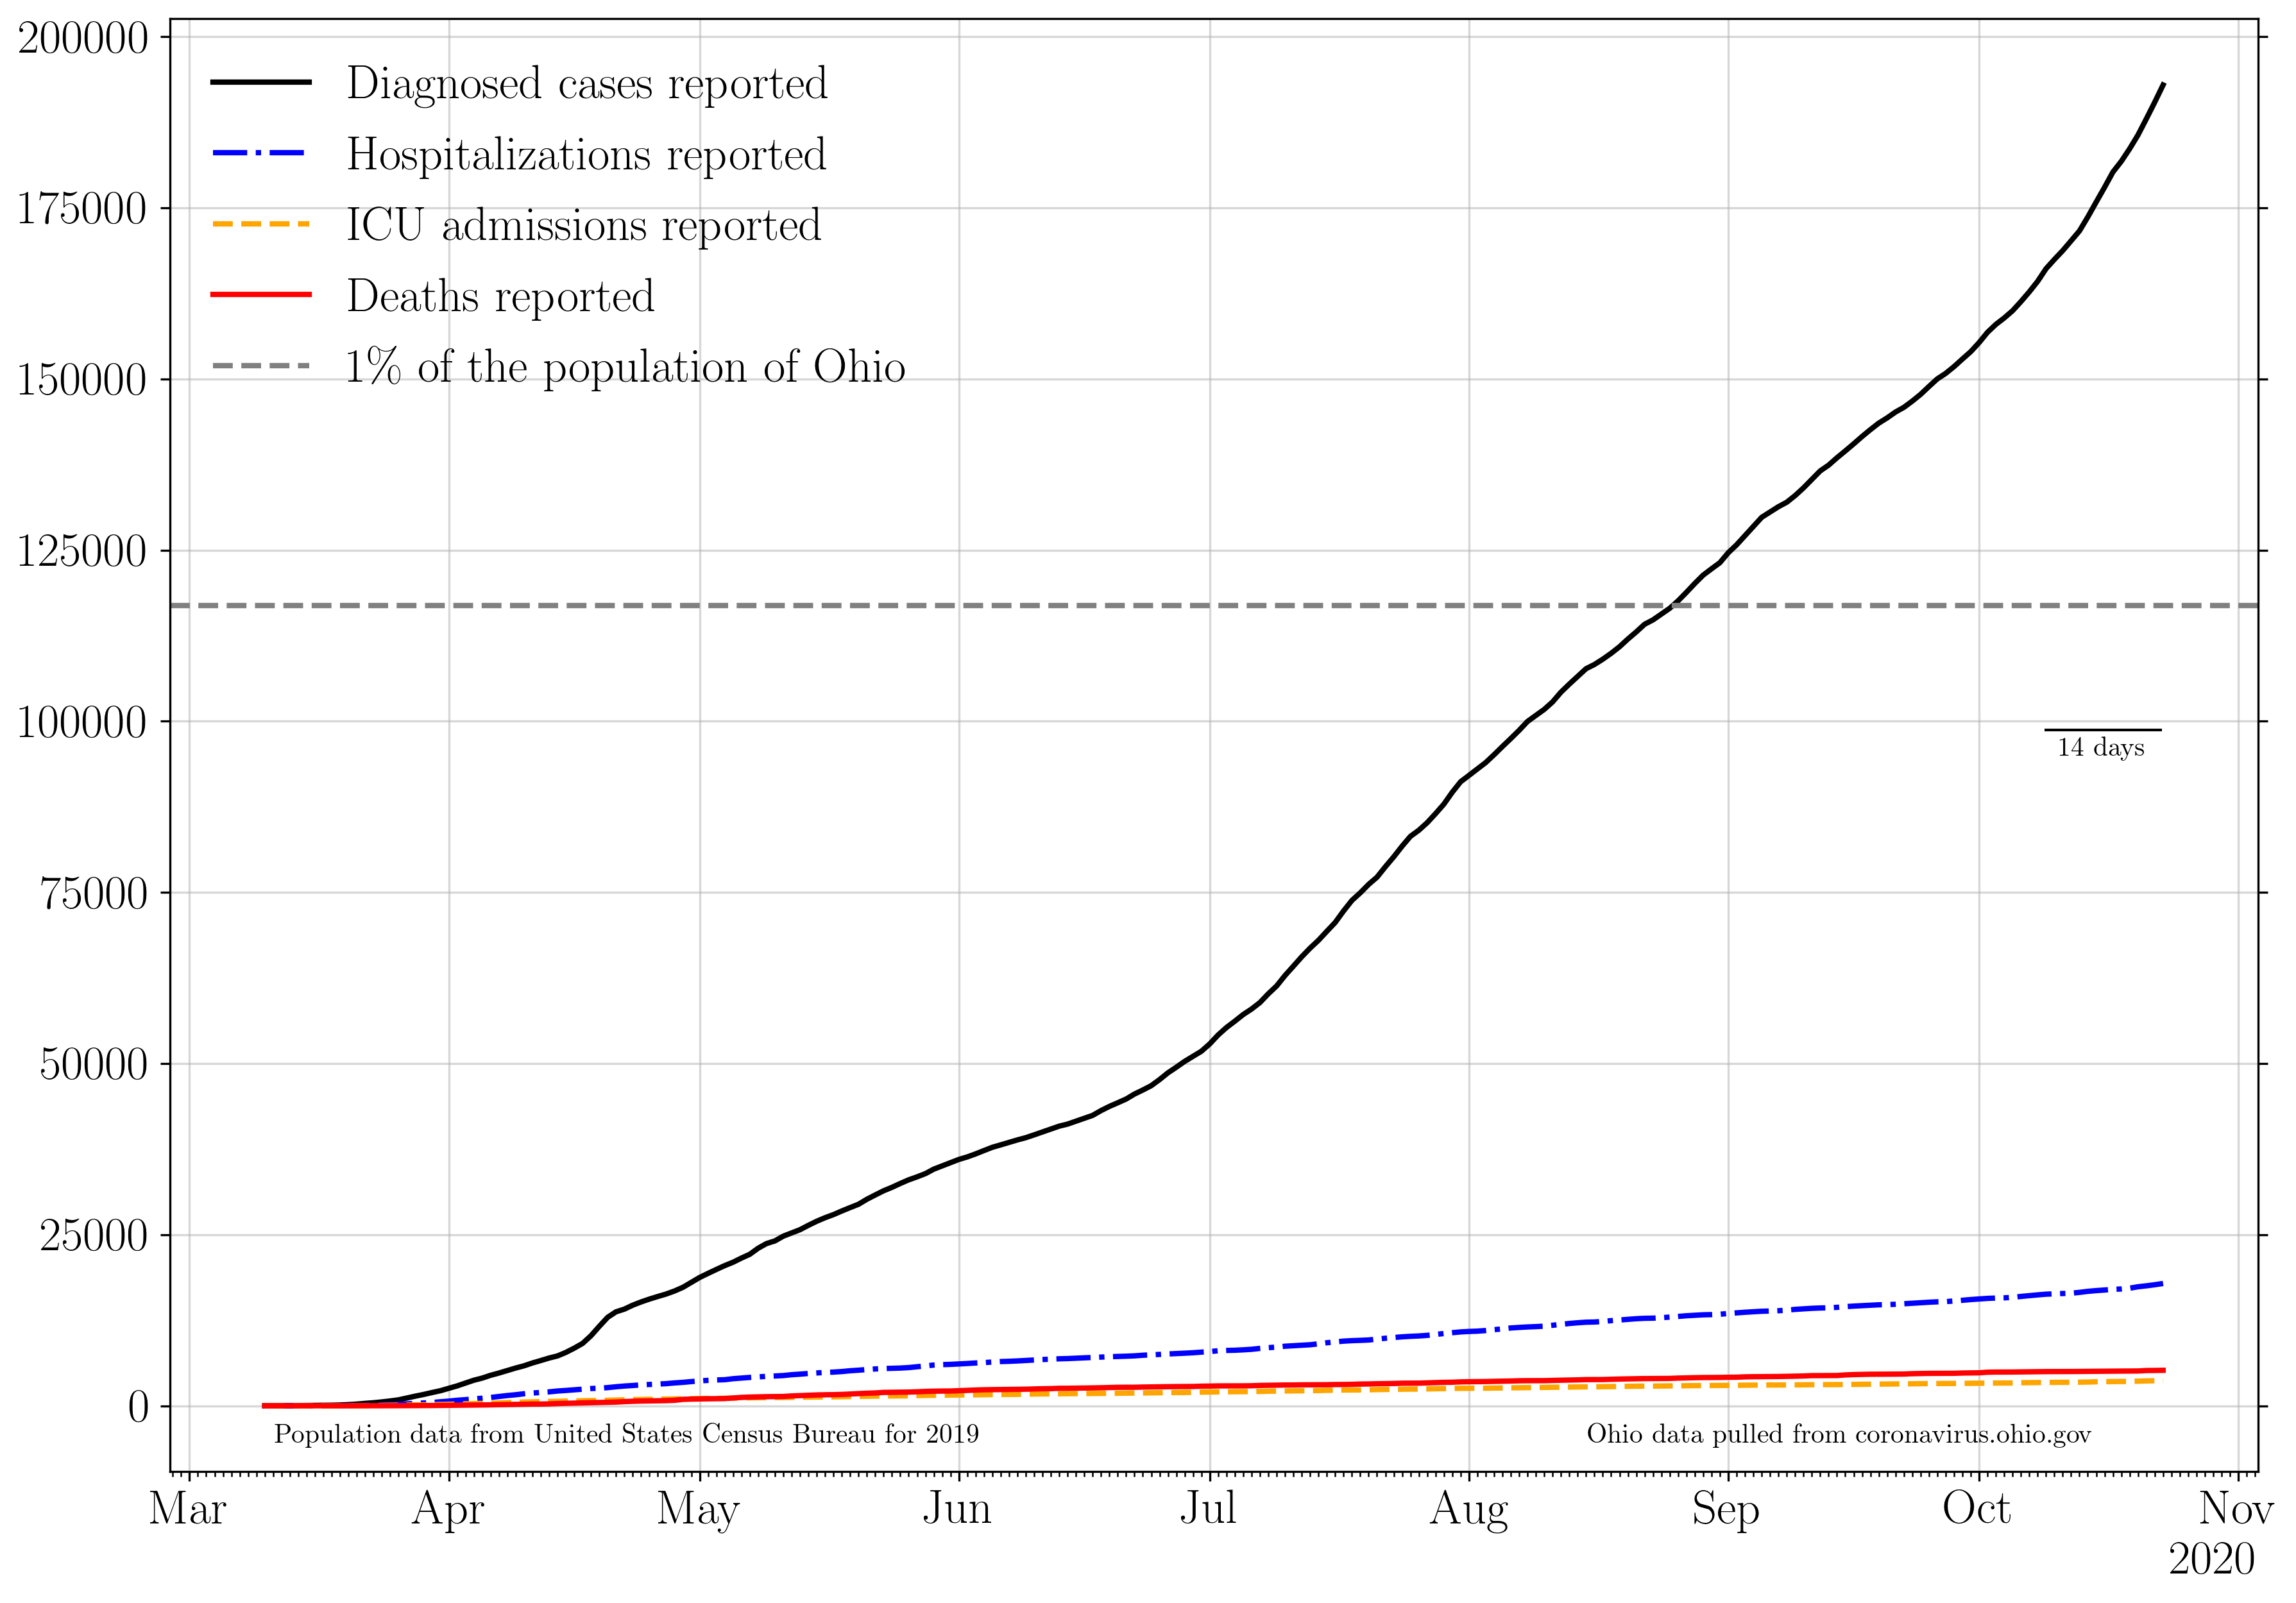 200000
175000
150000
125000
100000
75000
50000
25000
0
Diagnosed cases reported
Hospitalizations reported
ICU admissions reported
Deaths reported
1% of the population of Ohio
14 days
Population data from United States Census Bureau for 2019
Ohio data pulled from coronavirus.ohio.gov
Mar Apr May Jun Jul Aug Sep Oct Nov
2020